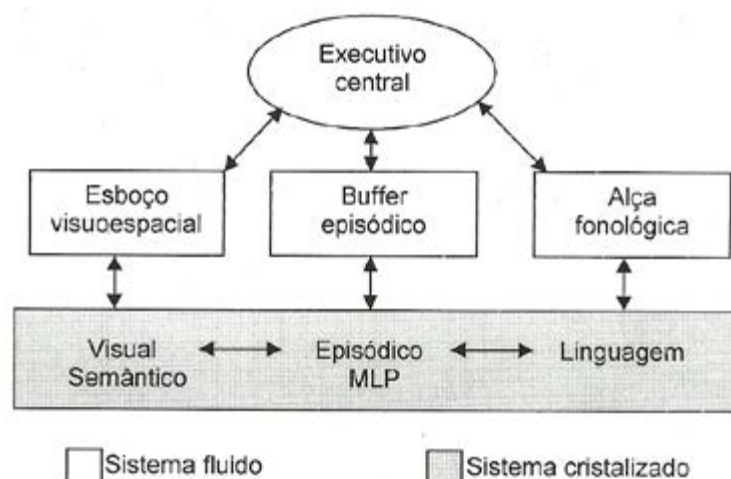 Executivo
central
Esboço
visuoespacial
Buffer
episódico
Alça
fonológica
Visual
Semântico
Episódico
MLP
Linguagem
Sistema fluido
Sistema cristalizado